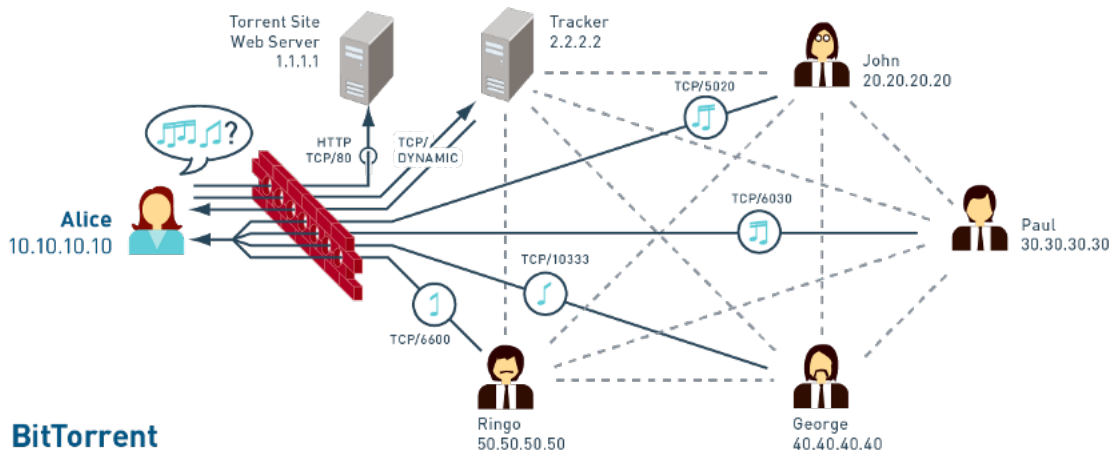 Torrent Site
Web Server
1.1.1.1
Tracker
2.2.2.2
John
20.20.20.20
TCP/5020
?
HTTP
TCP/80
TCP/
DYNAMIC
Alice
10.10.10.10
TCP/6030
Paul
30.30.30.30
TCP/10333
TCP/6600
Ringo
50.50.50.50
George
40.40.40.40
BitTorrent